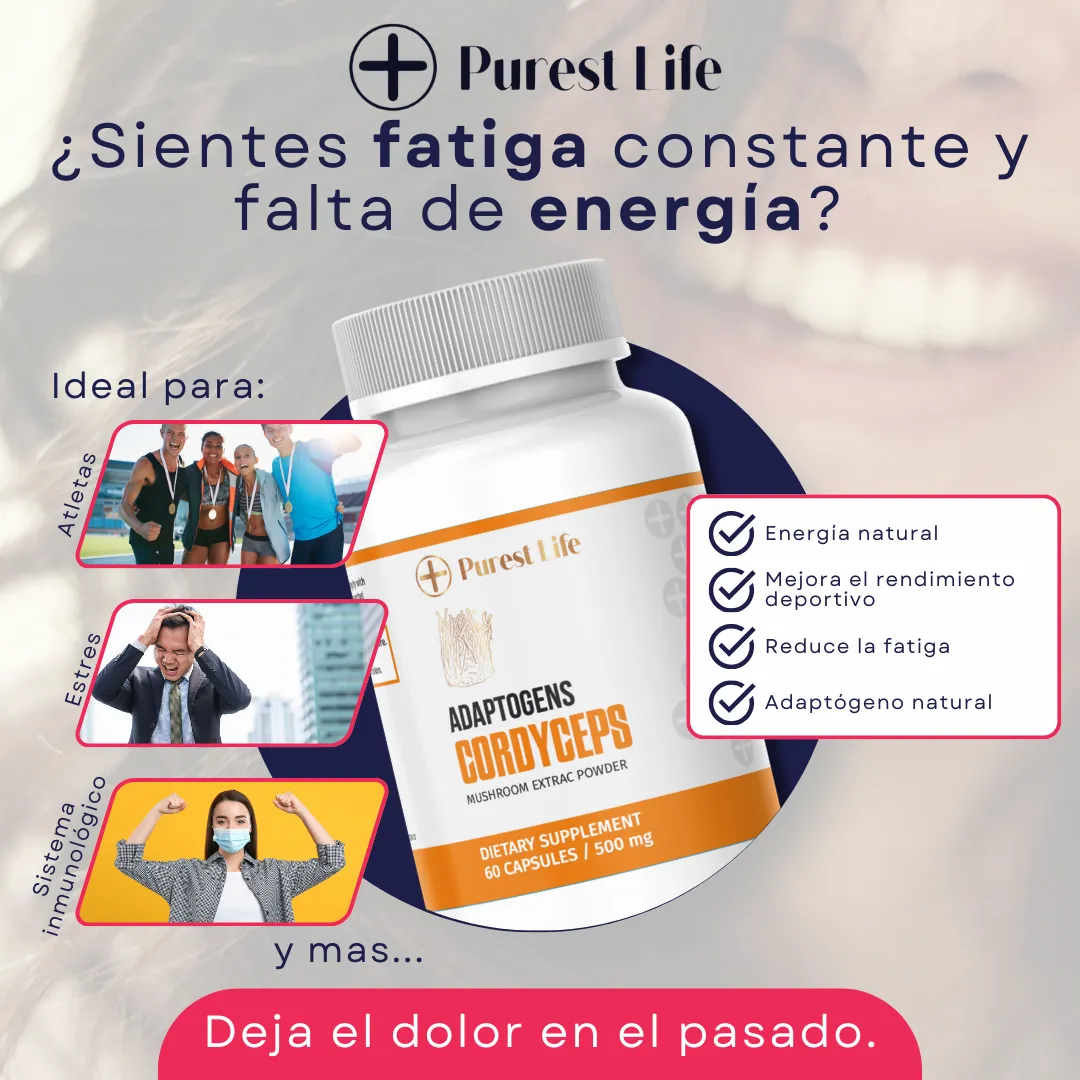 Purest Life
¿Sientes fatiga constante y
falta de energía?
Ideal para:
Atletas
Estres
Sistema
inmunológico
y mas...
Purest Life
ADAPTOGENS
CORDYCEPS
MUSHROOM EXTRAC POWDER
DIETARY SUPPLEMENT
60 CAPSULES / 500 mg
Energía natural
Mejora el rendimiento
deportivo
Reduce la fatiga
Adaptógeno natural
Deja el dolor en el pasado.